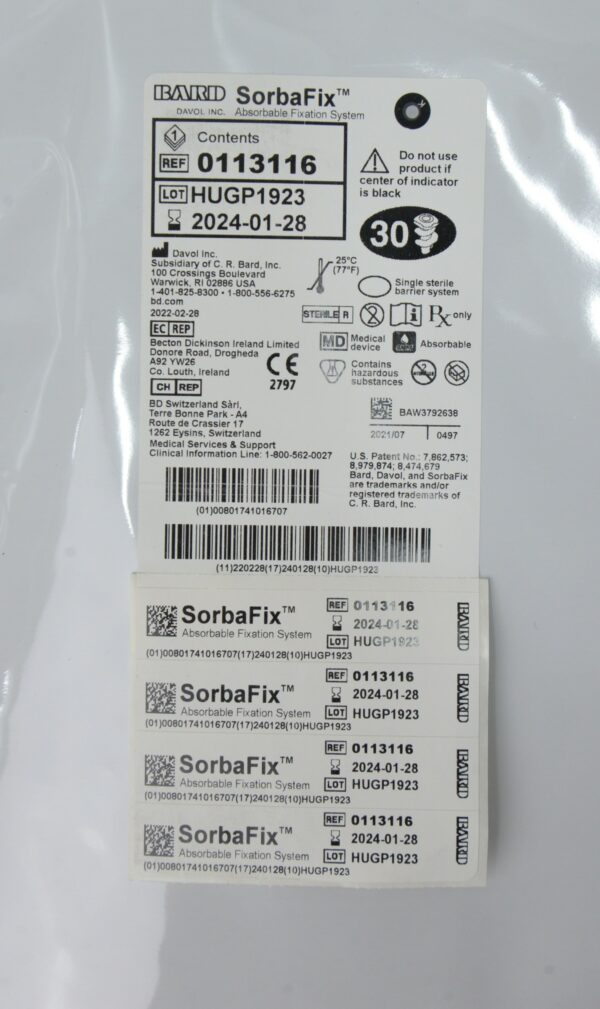 BARD SorbaFix™
DAVOL INC. Absorbable Fixation System
1 Contents
REF 0113116
LOT HUGP1923
2024-01-28
Do not use
product if
center of indicator
is black
30
Davol Inc.
Subsidiary of C. R. Bard, Inc.
100 Crossings Boulevard
Warwick, RI 02886 USA
1-401-825-8300 • 1-800-556-6275
bd.com
2022-02-28
EC REP
Becton Dickinson Ireland Limited
Donore Road, Drogheda
A92 YW26
Co. Louth, Ireland
CE
2797
CH REP
BD Switzerland Sàrl,
Terre Bonne Park - A4
Route de Crassier 17
1262 Eysins, Switzerland
Medical Services & Support
Clinical Information Line: 1-800-562-0027
25°C
(77°F)
Single sterile
barrier system
STERILE R
2
i
Rx only
MD Medical
device
Absorbable
Contains
hazardous
substances
BAW3792638
2021/07 0497
U.S. Patent No.: 7,862,573;
8,979,874; 8,474,679
Bard, Davol, and SorbaFix
are trademarks and/or
registered trademarks of
C. R. Bard, Inc.
(01)00801741016707
(11)220228(17)240128(10)HUGP1923
SorbaFix™
Absorbable Fixation System
(01)00801741016707(17)240128(10)HUGP1923
REF 0113116
2024-01-28
LOT HUGP1923
BARD
SorbaFix™
Absorbable Fixation System
(01)00801741016707(17)240128(10)HUGP1923
REF 0113116
2024-01-28
LOT HUGP1923
BARD
SorbaFix™
Absorbable Fixation System
(01)00801741016707(17)240128(10)HUGP1923
REF 0113116
2024-01-28
LOT HUGP1923
BARD
SorbaFix™
Absorbable Fixation System
(01)00801741016707(17)240128(10)HUGP1923
REF 0113116
2024-01-28
LOT HUGP1923
BARD